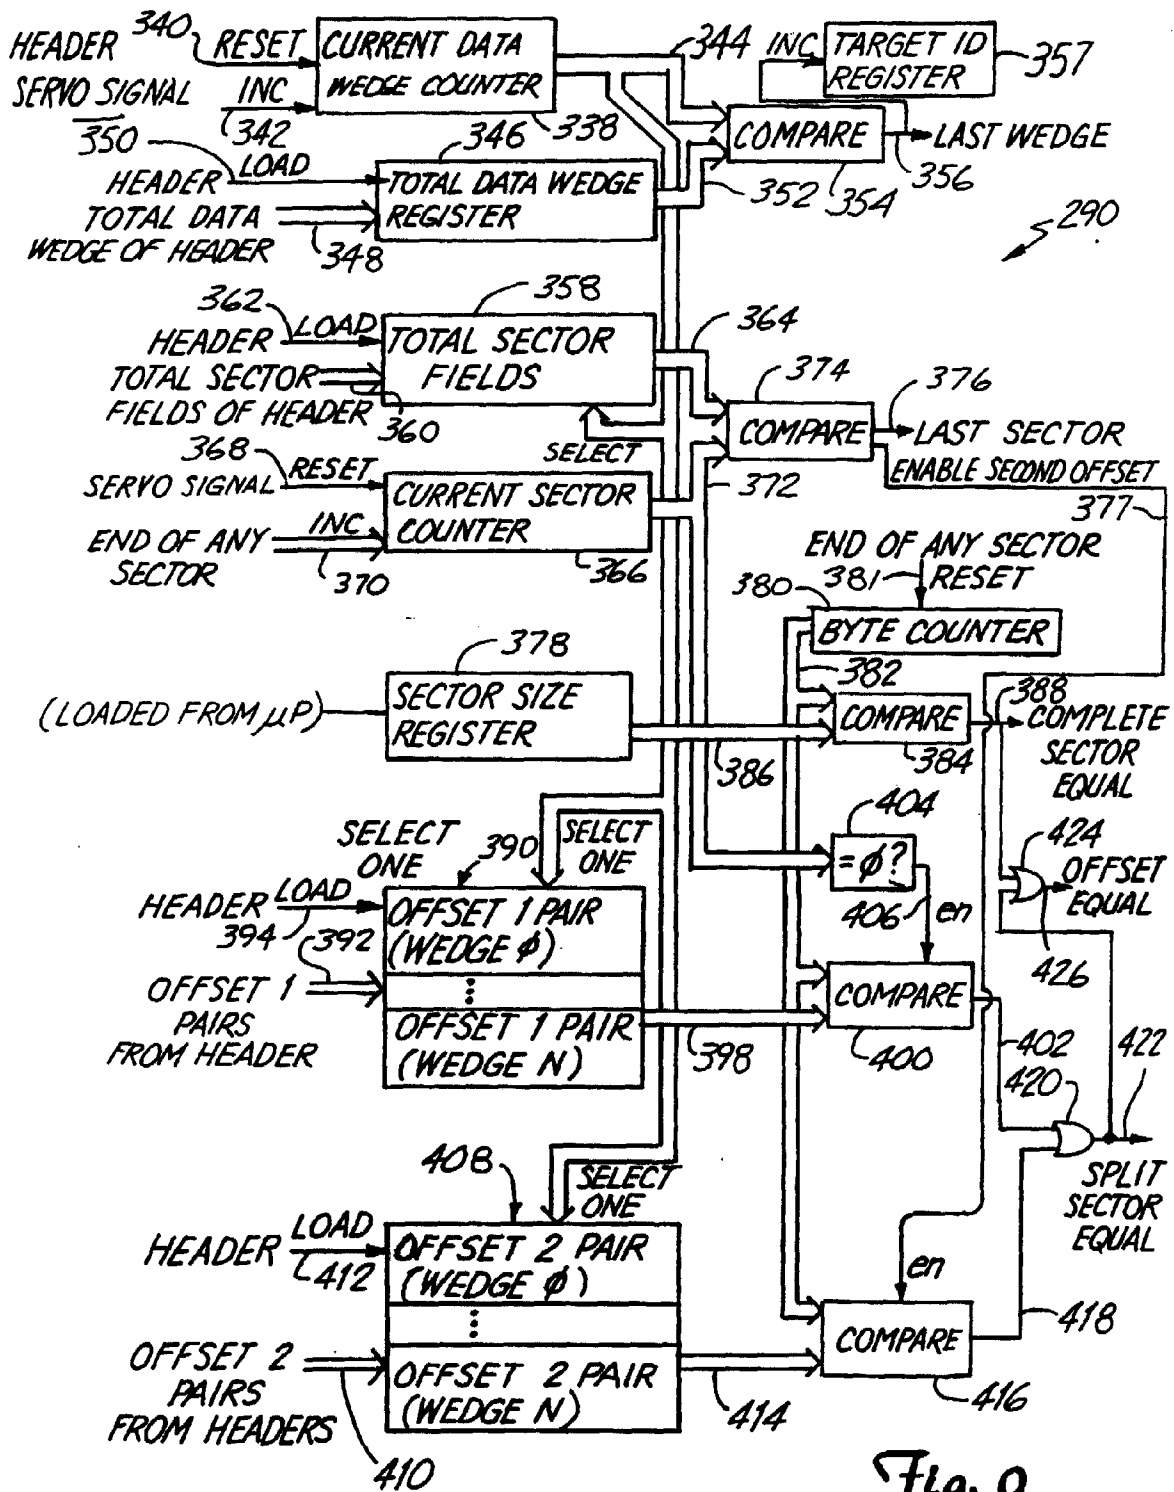 340
HEADER
RESET
CURRENT DATA
WEDGE COUNTER
344
INC
TARGET ID
REGISTER
357
SERVO SIGNAL
INC
342
338
350
346
COMPARE
LAST WEDGE
LOAD
HEADER
TOTAL DATA WEDGE
REGISTER
352
354
356
TOTAL DATA
WEDGE OF HEADER
348
290
362
LOAD
358
364
HEADER
TOTAL SECTOR
FIELDS
TOTAL SECTOR
FIELDS OF HEADER
360
374
376
COMPARE
LAST SECTOR
SELECT
ENABLE SECOND OFFSET
368
RESET
SERVO SIGNAL
CURRENT SECTOR
COUNTER
372
377
INC
END OF ANY
SECTOR
370
366
END OF ANY SECTOR
380
381
RESET
BYTE COUNTER
378
382
(LOADED FROM μP)
SECTOR SIZE
REGISTER
388
COMPARE
COMPLETE
SECTOR
EQUAL
386
384
404
SELECT
ONE
390
SELECT
ONE
= φ?
424
OFFSET
EQUAL
LOAD
HEADER
394
392
OFFSET 1 PAIR
(WEDGE φ)
406
en
426
OFFSET 1
PAIRS
FROM HEADER
OFFSET 1 PAIR
(WEDGE N)
COMPARE
398
400
402
422
420
408
SELECT
ONE
SPLIT
SECTOR
EQUAL
LOAD
HEADER
412
OFFSET 2 PAIR
(WEDGE φ)
en
418
OFFSET 2
PAIRS
FROM HEADERS
OFFSET 2 PAIR
(WEDGE N)
COMPARE
414
416
410
Fig. 9